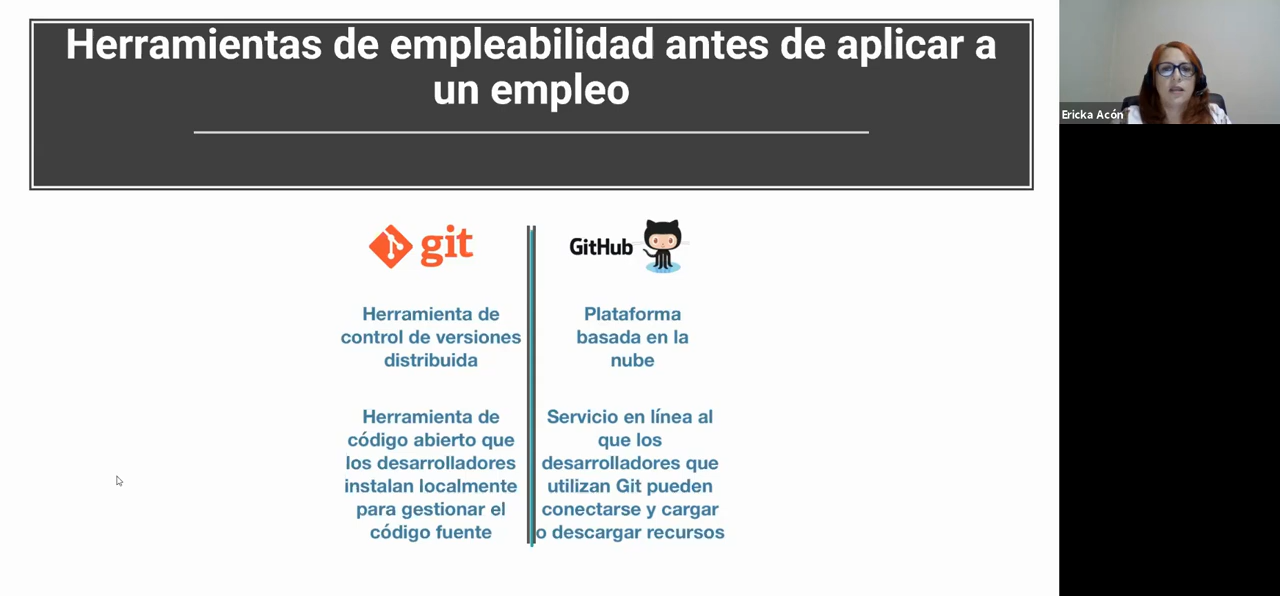 Herramientas de empleabilidad antes de aplicar a
un empleo
Ericka Acón
git
Herramienta de
control de versiones
distribuida
Herramienta de
código abierto que
los desarrolladores
instalan localmente
para gestionar el
código fuente
GitHub
Plataforma
basada en la
nube
Servicio en línea al
que los
desarrolladores que
utilizan Git pueden
conectarse y cargar
o descargar recursos